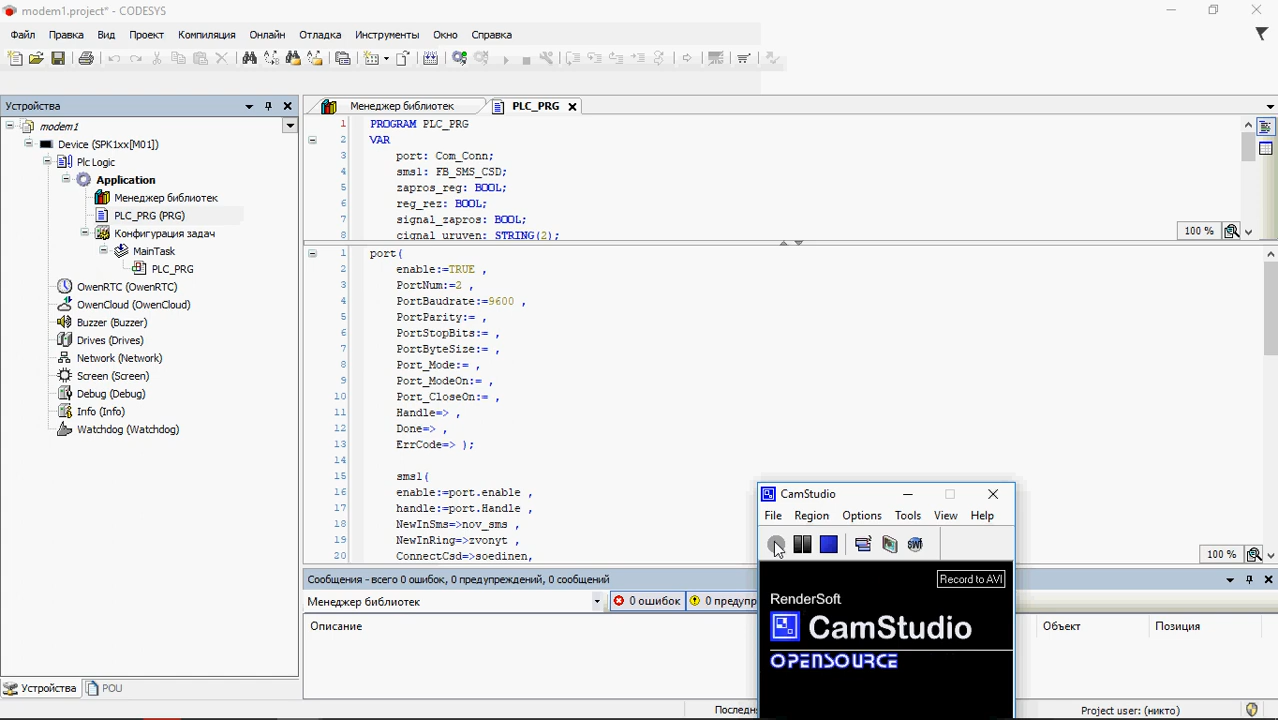 modem1.project* - CODESYS
Файл Правка Вид Проект Компиляция Онлайн Отладка Инструменты Окно Справка
Устройства
modem1
Device (SPK1xx[M01])
Plc Logic
Application
Менеджер библиотек
PLC_PRG (PRG)
Конфигурация задач
MainTask
PLC_PRG
OwenRTC (OwenRTC)
OwenCloud (OwenCloud)
Buzzer (Buzzer)
Drives (Drives)
Network (Network)
Screen (Screen)
Debug (Debug)
Info (Info)
Watchdog (Watchdog)
Устройства POU
Менеджер библиотек PLC_PRG
1 PROGRAM PLC_PRG
2 VAR
3 port: Com_Conn;
4 sms1: FB_SMS_CSD;
5 zapros_reg: BOOL;
6 reg_rez: BOOL;
7 signal_zapros: BOOL;
8 cignal_uruven: STRING(2);
100 %
1 port(
2 enable:=TRUE ,
3 PortNum:=2 ,
4 PortBaudrate:=9600 ,
5 PortParity:= ,
6 PortStopBits:= ,
7 PortByteSize:= ,
8 Port_Mode:= ,
9 Port_ModeOn:= ,
10 Port_CloseOn:= ,
11 Handle=> ,
12 Done=> ,
13 ErrCode=> );
14
15 sms1(
16 enable:=port.enable ,
17 handle:=port.Handle ,
18 NewInSms=>nov_sms ,
19 NewInRing=>zvonyt ,
20 ConnectCsd=>soedinen,
100 %
Сообщения - всего 0 ошибок, 0 предупреждений, 0 сообщений
Менеджер библиотек 0 ошибок 0 предупр
Описание Объект Позиция
Последн
Project user: (никто)
CamStudio
File Region Options Tools View Help
Record to AVI
RenderSoft
CamStudio
OPENSOURCE